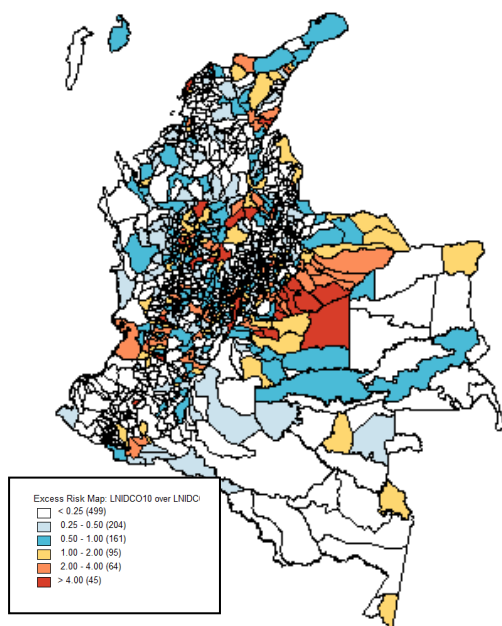 Excess Risk Map: LNIDCO10 over LNIDC
< 0.25 (499)
0.25 - 0.50 (204)
0.50 - 1.00 (161)
1.00 - 2.00 (95)
2.00 - 4.00 (64)
> 4.00 (45)